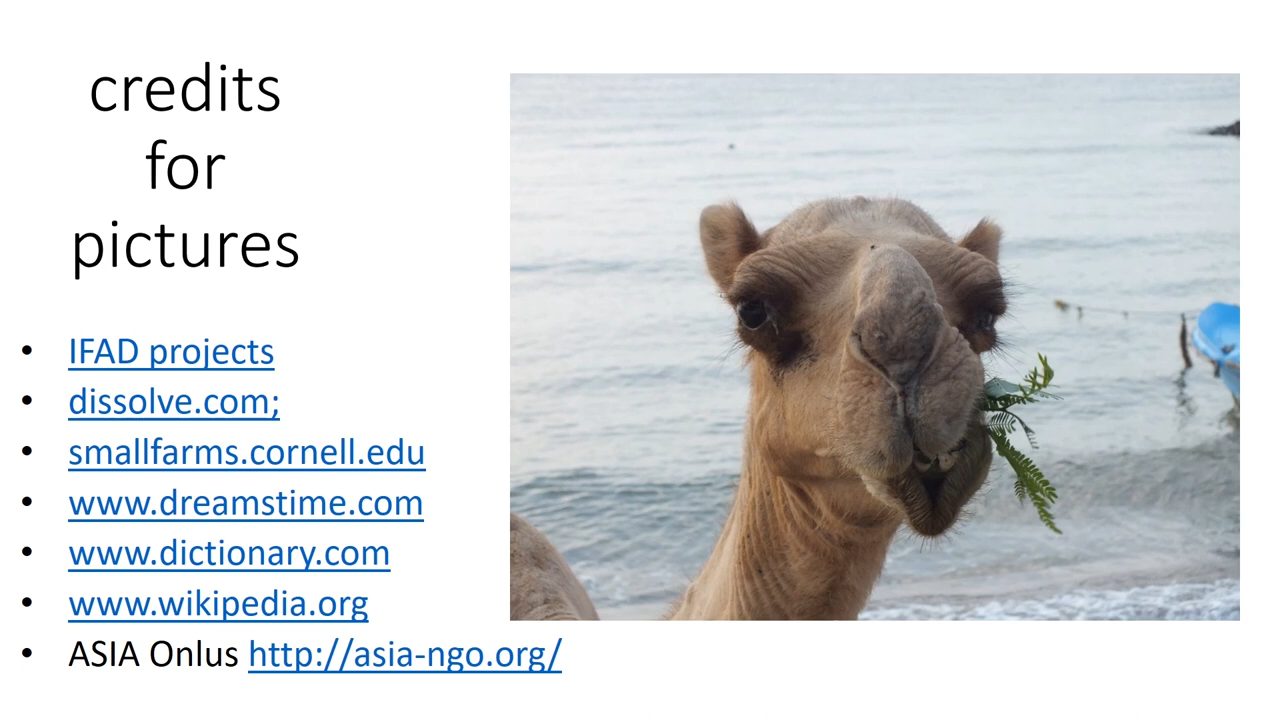 credits
for
pictures
• IFAD projects
• dissolve.com;
• smallfarms.cornell.edu
• www.dreamstime.com
• www.dictionary.com
• www.wikipedia.org
• ASIA Onlus http://asia-ngo.org/